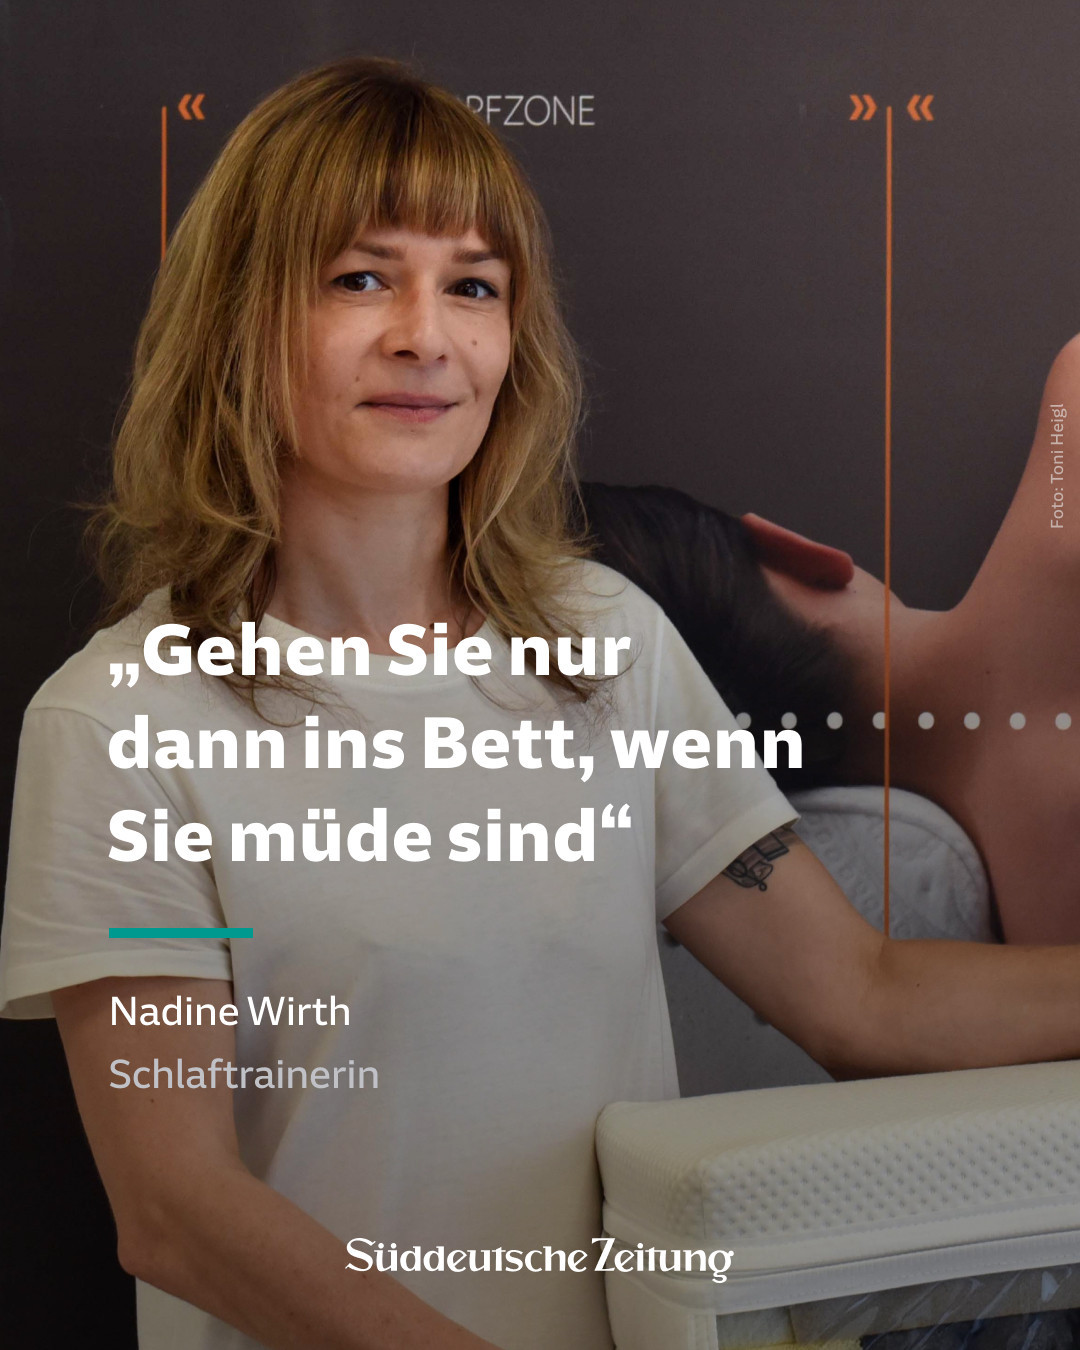 « PFZONE » «
Foto: Toni Heigl
„Gehen Sie nur
dann ins Bett, wenn
Sie müde sind“
Nadine Wirth
Schlaftrainerin
Süddeutsche Zeitung